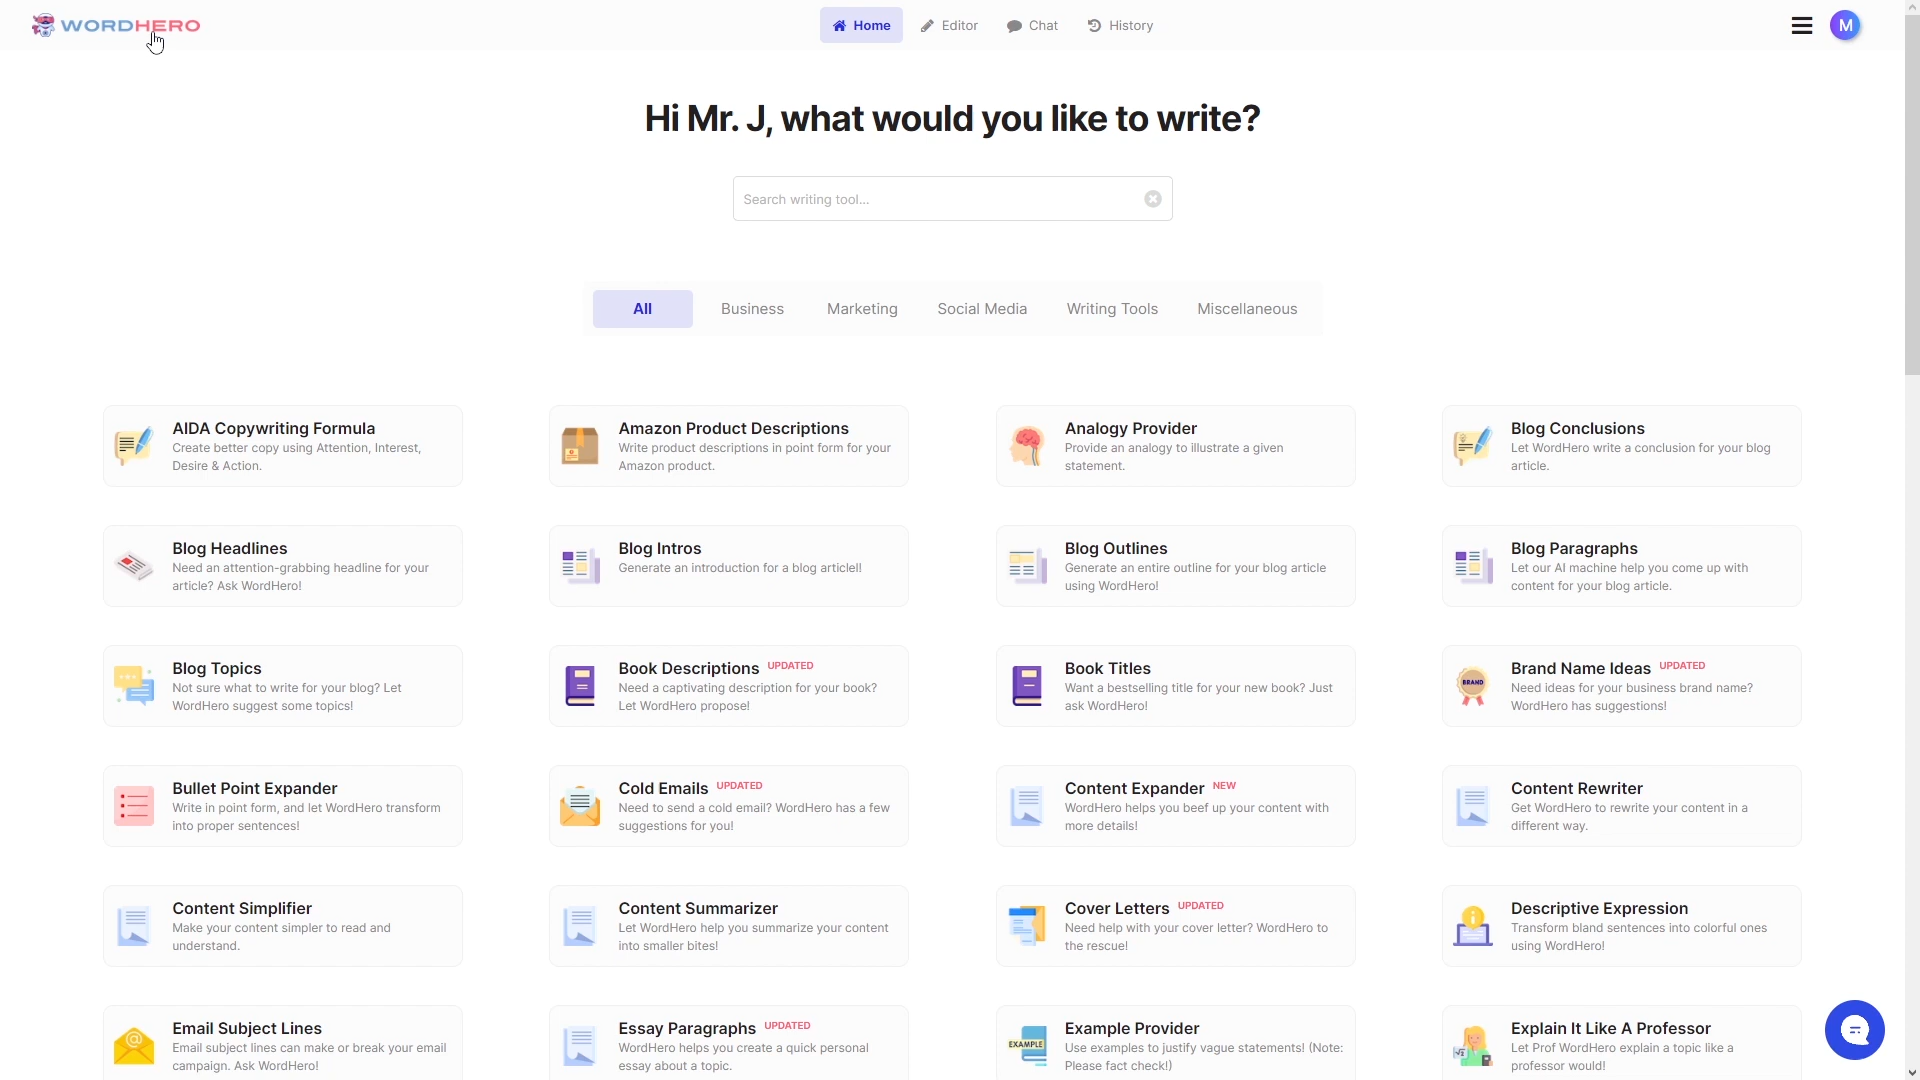 WORDHERO
Home
Editor
Chat
History
M
Hi Mr. J, what would you like to write?
Search writing tool...
All
Business
Marketing
Social Media
Writing Tools
Miscellaneous
AIDA Copywriting Formula
Create better copy using Attention, Interest,
Desire & Action.
Amazon Product Descriptions
Write product descriptions in point form for your
Amazon product.
Analogy Provider
Provide an analogy to illustrate a given
statement.
Blog Conclusions
Let WordHero write a conclusion for your blog
article.
Blog Headlines
Need an attention-grabbing headline for your
article? Ask WordHero!
Blog Intros
Generate an introduction for a blog articlel!
Blog Outlines
Generate an entire outline for your blog article
using WordHero!
Blog Paragraphs
Let our AI machine help you come up with
content for your blog article.
Blog Topics
Not sure what to write for your blog? Let
WordHero suggest some topics!
Book Descriptions UPDATED
Need a captivating description for your book?
Let WordHero propose!
Book Titles
Want a bestselling title for your new book? Just
ask WordHero!
BRAND
Brand Name Ideas UPDATED
Need ideas for your business brand name?
WordHero has suggestions!
Bullet Point Expander
Write in point form, and let WordHero transform
into proper sentences!
Cold Emails UPDATED
Need to send a cold email? WordHero has a few
suggestions for you!
Content Expander NEW
WordHero helps you beef up your content with
more details!
Content Rewriter
Get WordHero to rewrite your content in a
different way.
Content Simplifier
Make your content simpler to read and
understand.
Content Summarizer
Let WordHero help you summarize your content
into smaller bites!
Cover Letters UPDATED
Need help with your cover letter? WordHero to
the rescue!
Descriptive Expression
Transform bland sentences into colorful ones
using WordHero!
Email Subject Lines
Email subject lines can make or break your email
campaign. Ask WordHero!
Essay Paragraphs UPDATED
WordHero helps you create a quick personal
essay about a topic.
EXAMPLE
Example Provider
Use examples to justify vague statements! (Note:
Please fact check!)
Explain It Like A Professor
Let Prof WordHero explain a topic like a
professor would!